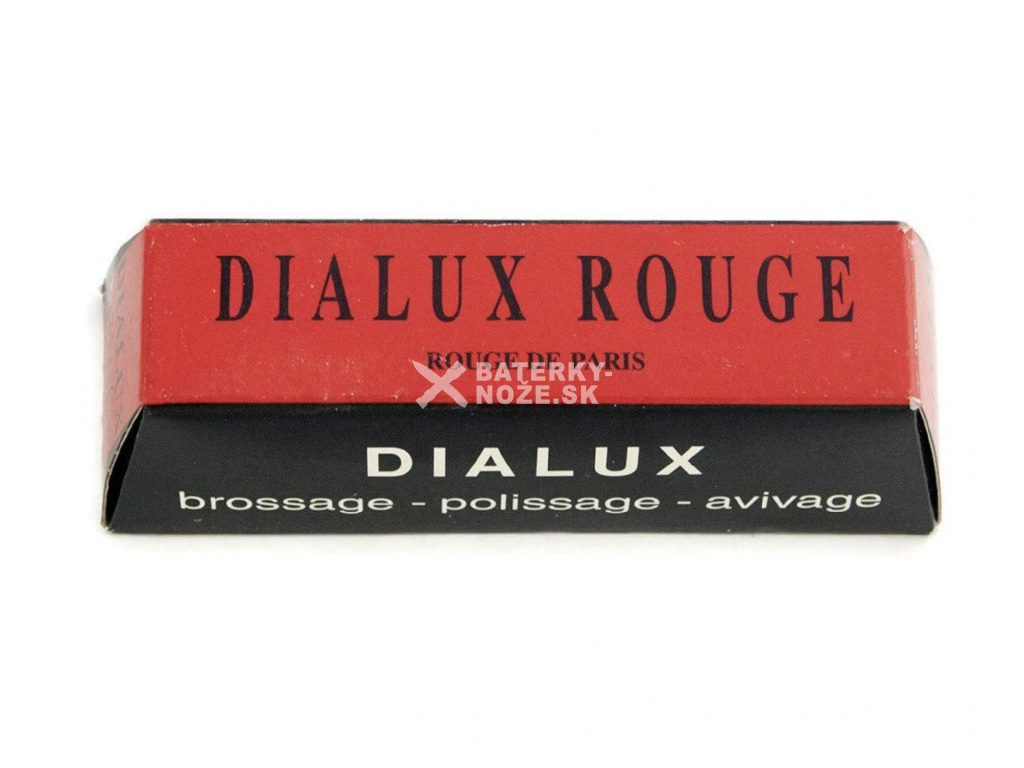 DIALUX ROUGE
ROUGE DE PARIS
BATERKY-
NOŽE.SK
DIALUX
brossage - polissage - avivage